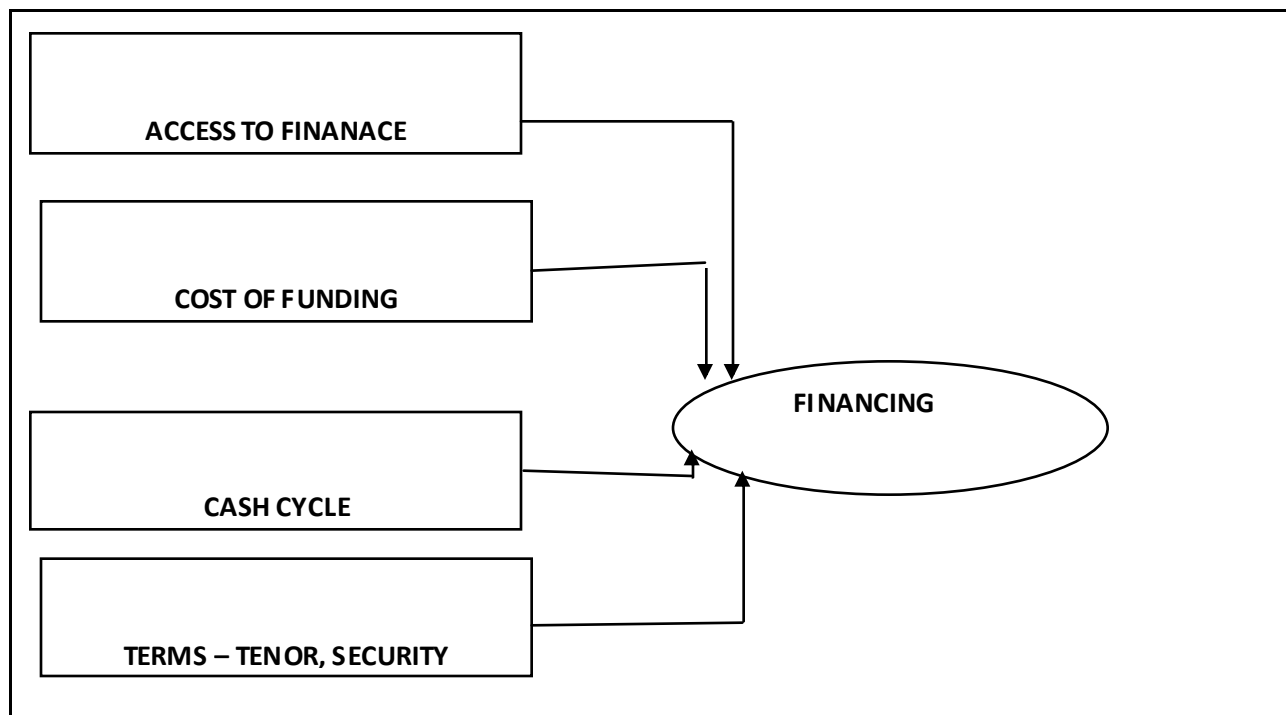 ACCESS TO FINANACE
COST OF FUNDING
FINANCING
CASH CYCLE
TERMS – TENOR, SECURITY